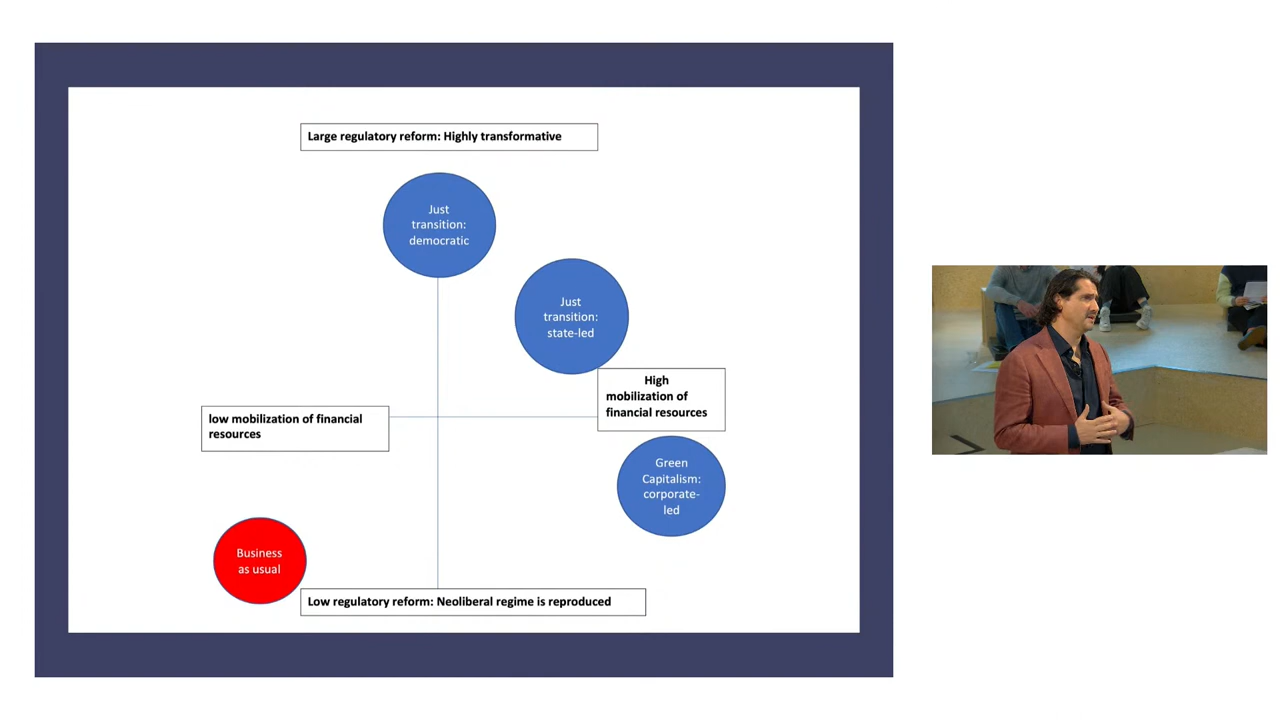 Large regulatory reform: Highly transformative
Just
transition:
democratic
Just
transition:
state-led
High
mobilization of
financial resources
low mobilization of financial
resources
Green
Capitalism:
corporate-
led
Business
as usual
Low regulatory reform: Neoliberal regime is reproduced